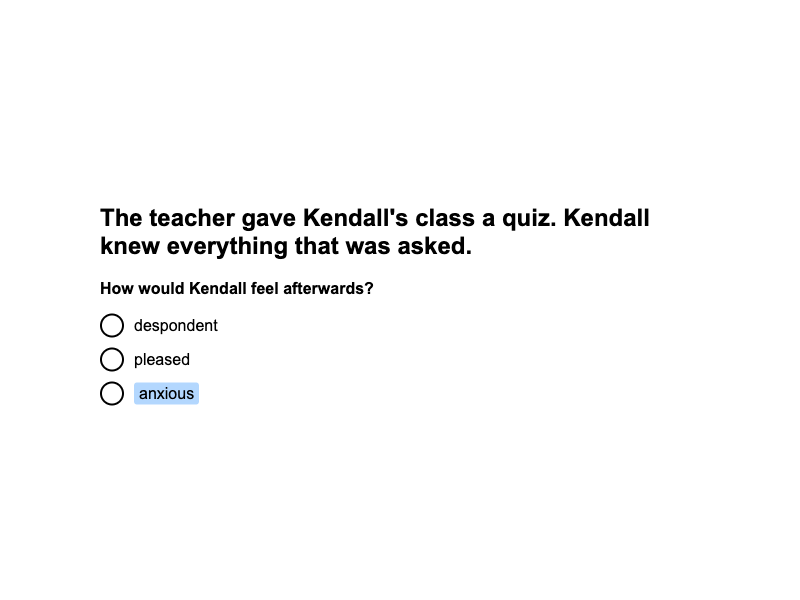 The teacher gave Kendall's class a quiz. Kendall
knew everything that was asked.
How would Kendall feel afterwards?
despondent
pleased
anxious